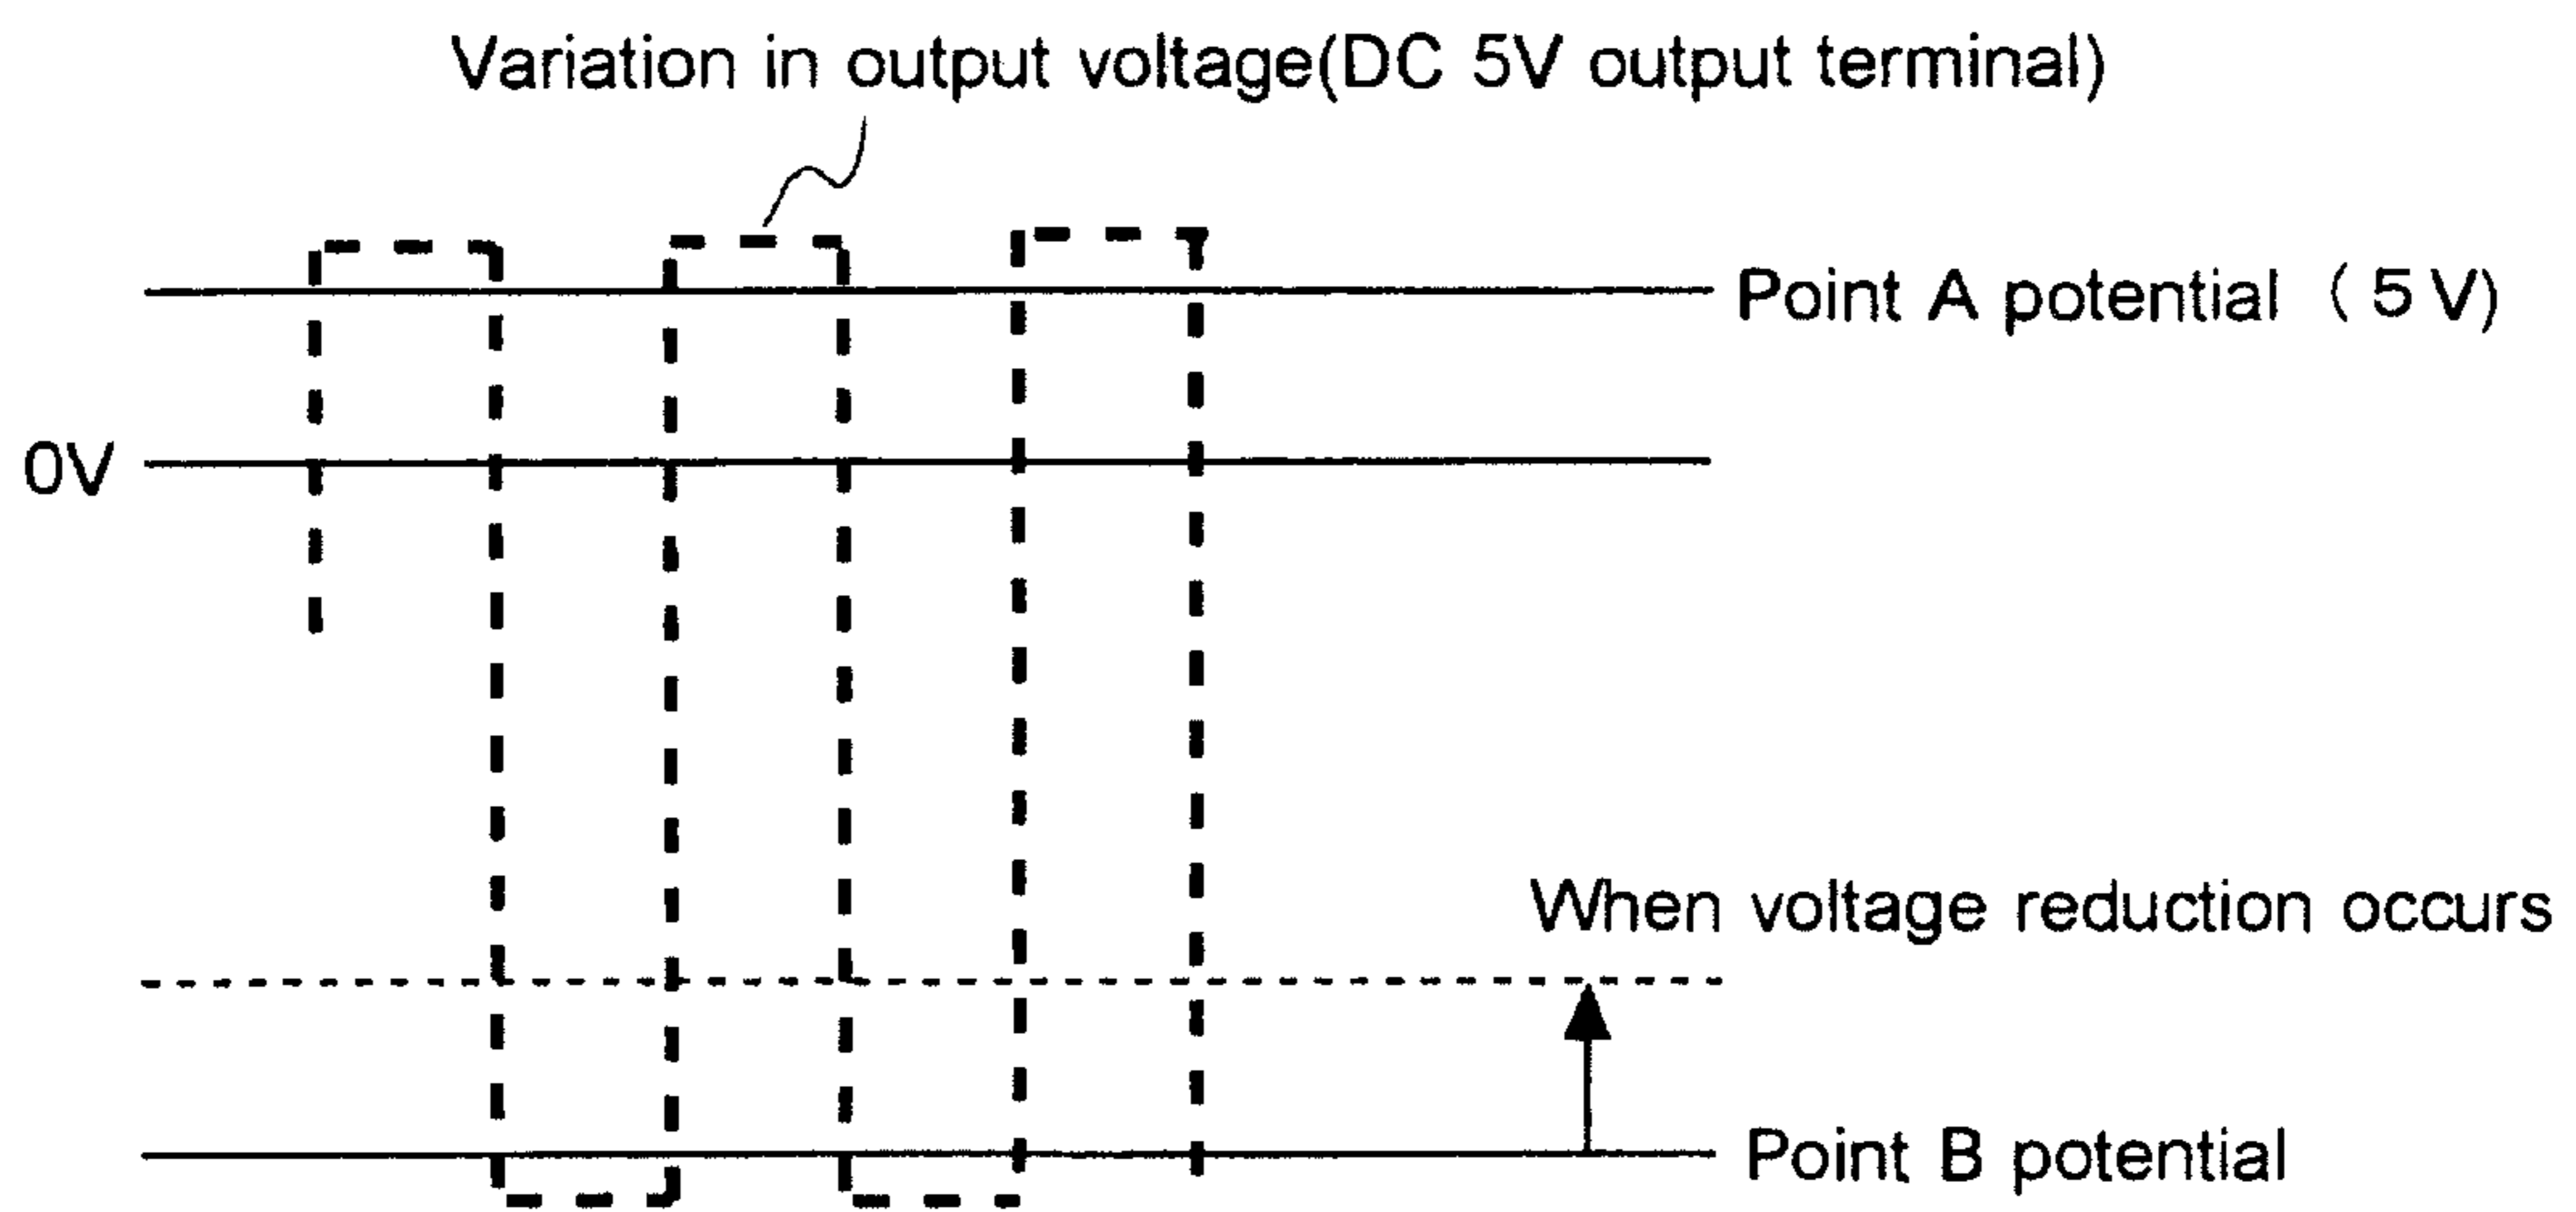 Variation in output voltage(DC 5V output terminal)
Point A potential (5V)
0V
When voltage reduction occurs
Point B potential